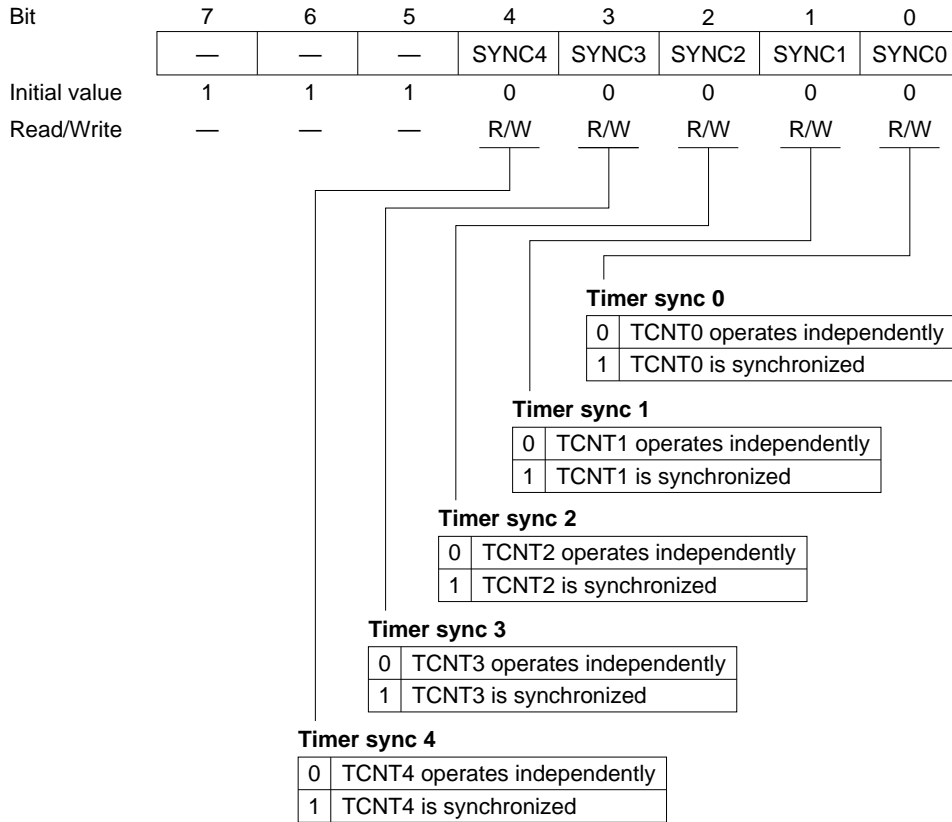 Bit 7 6 5 4 3 2 1 0
— — — SYNC4 SYNC3 SYNC2 SYNC1 SYNC0
Initial value 1 1 1 0 0 0 0 0
Read/Write — — — R/W R/W R/W R/W R/W
Timer sync 0
0 TCNT0 operates independently
1 TCNT0 is synchronized
Timer sync 1
0 TCNT1 operates independently
1 TCNT1 is synchronized
Timer sync 2
0 TCNT2 operates independently
1 TCNT2 is synchronized
Timer sync 3
0 TCNT3 operates independently
1 TCNT3 is synchronized
Timer sync 4
0 TCNT4 operates independently
1 TCNT4 is synchronized